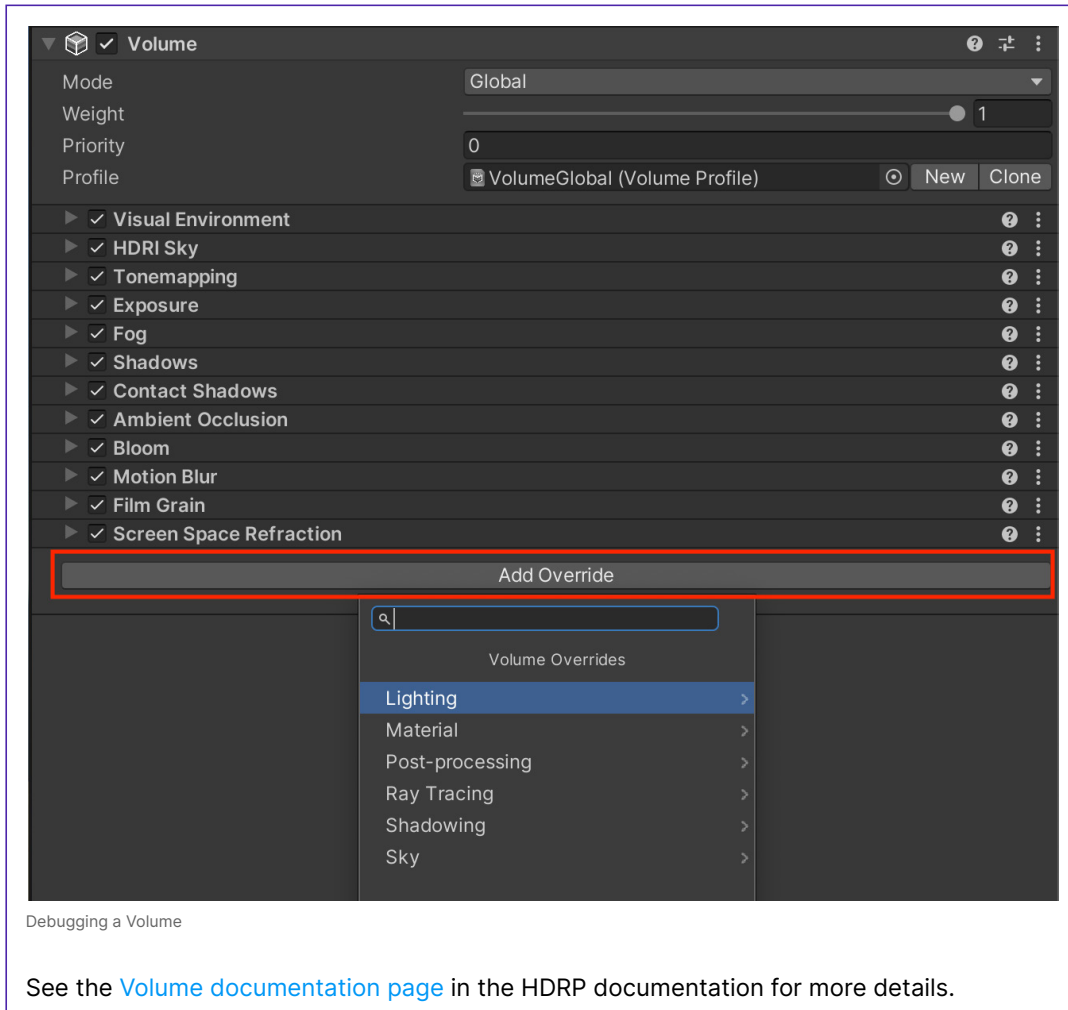 Volume
Mode Global
Weight 1
Priority 0
Profile VolumeGlobal (Volume Profile) New Clone
Visual Environment
HDRI Sky
Tonemapping
Exposure
Fog
Shadows
Contact Shadows
Ambient Occlusion
Bloom
Motion Blur
Film Grain
Screen Space Refraction
Add Override
Volume Overrides
Lighting
Material
Post-processing
Ray Tracing
Shadowing
Sky
Debugging a Volume
See the Volume documentation page in the HDRP documentation for more details.